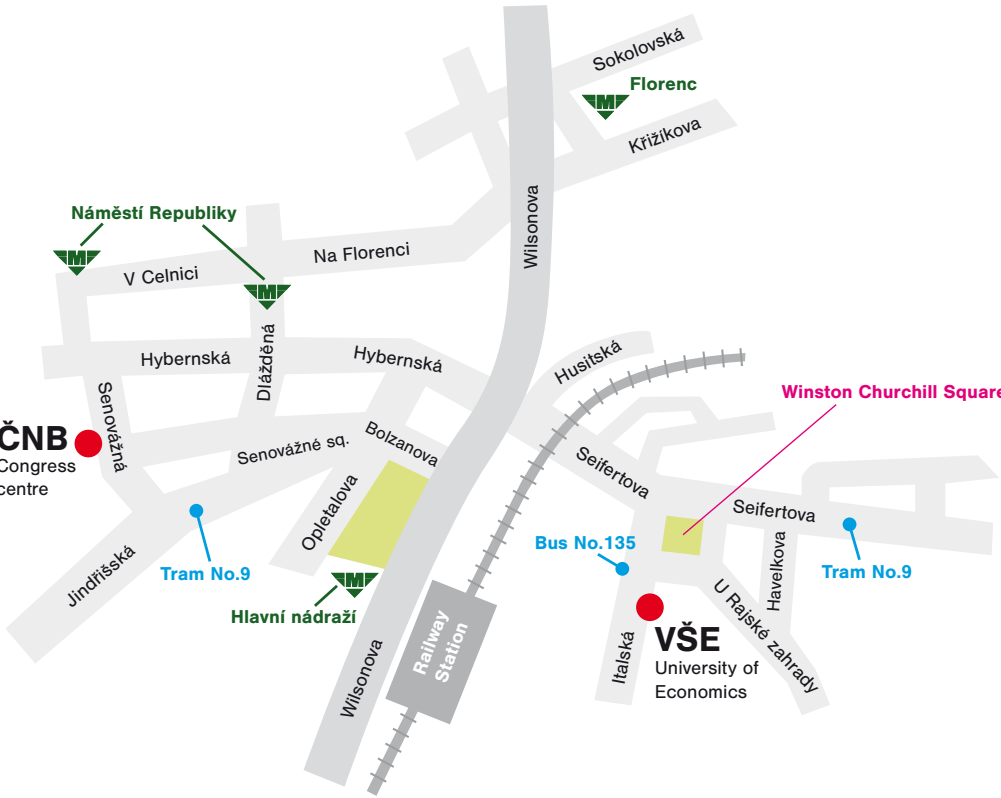 Sokolovská
M
Florenc
Křižíkova
Wilsonova
Náměstí Republiky
M
V Celnici
Na Florenci
M
Hybernská
Dlážděná
Hybernská
Husitská
Winston Churchill Square
Senovážná
ČNB
Congress
centre
Senovážné sq.
Bolzanova
Seifertova
Opletalova
Seifertova
Jindřišská
Tram No.9
Bus No.135
Havelkova
Tram No.9
M
Hlavní nádraží
U Rajské zahrady
Railway
Station
Wilsonova
Italská
VŠE
University of
Economics